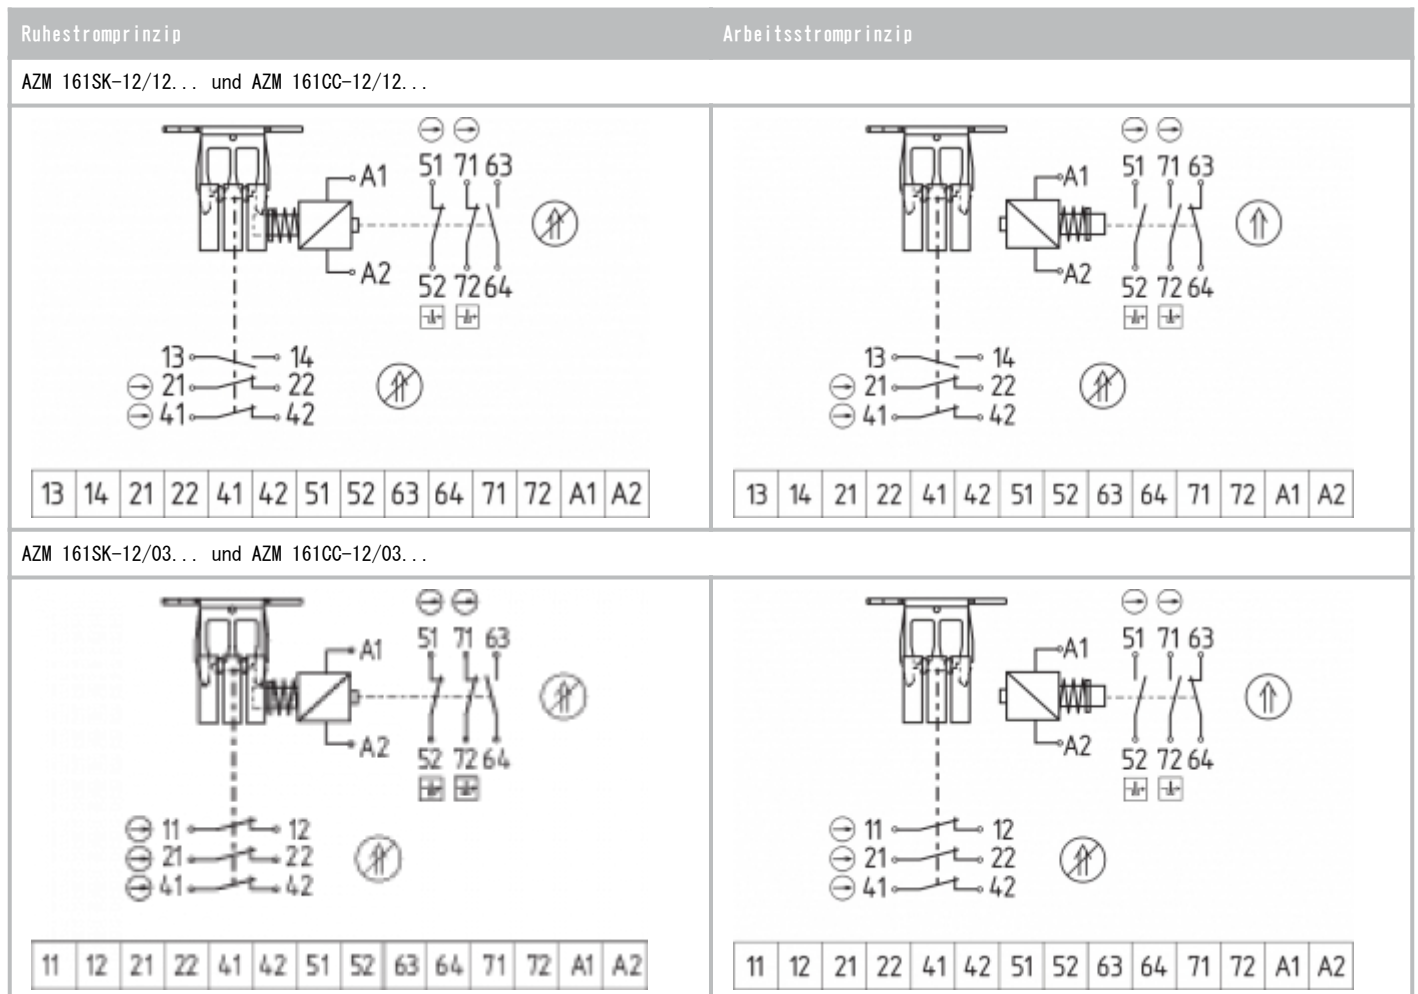 Ruhestromprinzip Arbeitsstromprinzip
AZM 161SK-12/12... und AZM 161CC-12/12...
51 71 63 51 71 63
A1 A1
A2 A2
52 72 64 52 72 64
13 14 13 14
21 22 21 22
41 42 41 42
13 14 21 22 41 42 51 52 63 64 71 72 A1 A2 13 14 21 22 41 42 51 52 63 64 71 72 A1 A2
AZM 161SK-12/03... und AZM 161CC-12/03...
51 71 63 51 71 63
A1 A1
A2 A2
52 72 64 52 72 64
11 12 11 12
21 22 21 22
41 42 41 42
11 12 21 22 41 42 51 52 63 64 71 72 A1 A2 11 12 21 22 41 42 51 52 63 64 71 72 A1 A2